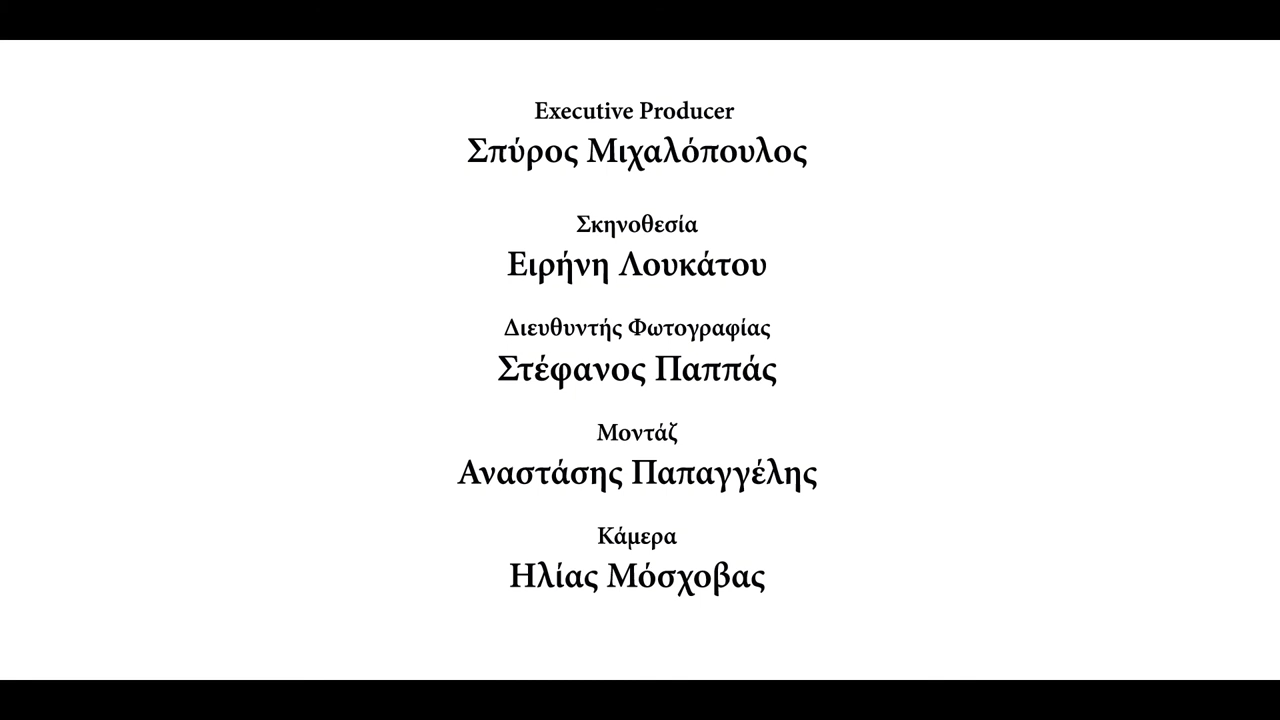 Executive Producer
Σπύρος Μιχαλόπουλος
Σκηνοθεσία
Ειρήνη Λουκάτου
Διευθυντής Φωτογραφίας
Στέφανος Παππάς
Μοντάζ
Αναστάσης Παπαγγέλης
Κάμερα
Ηλίας Μόσχοβας